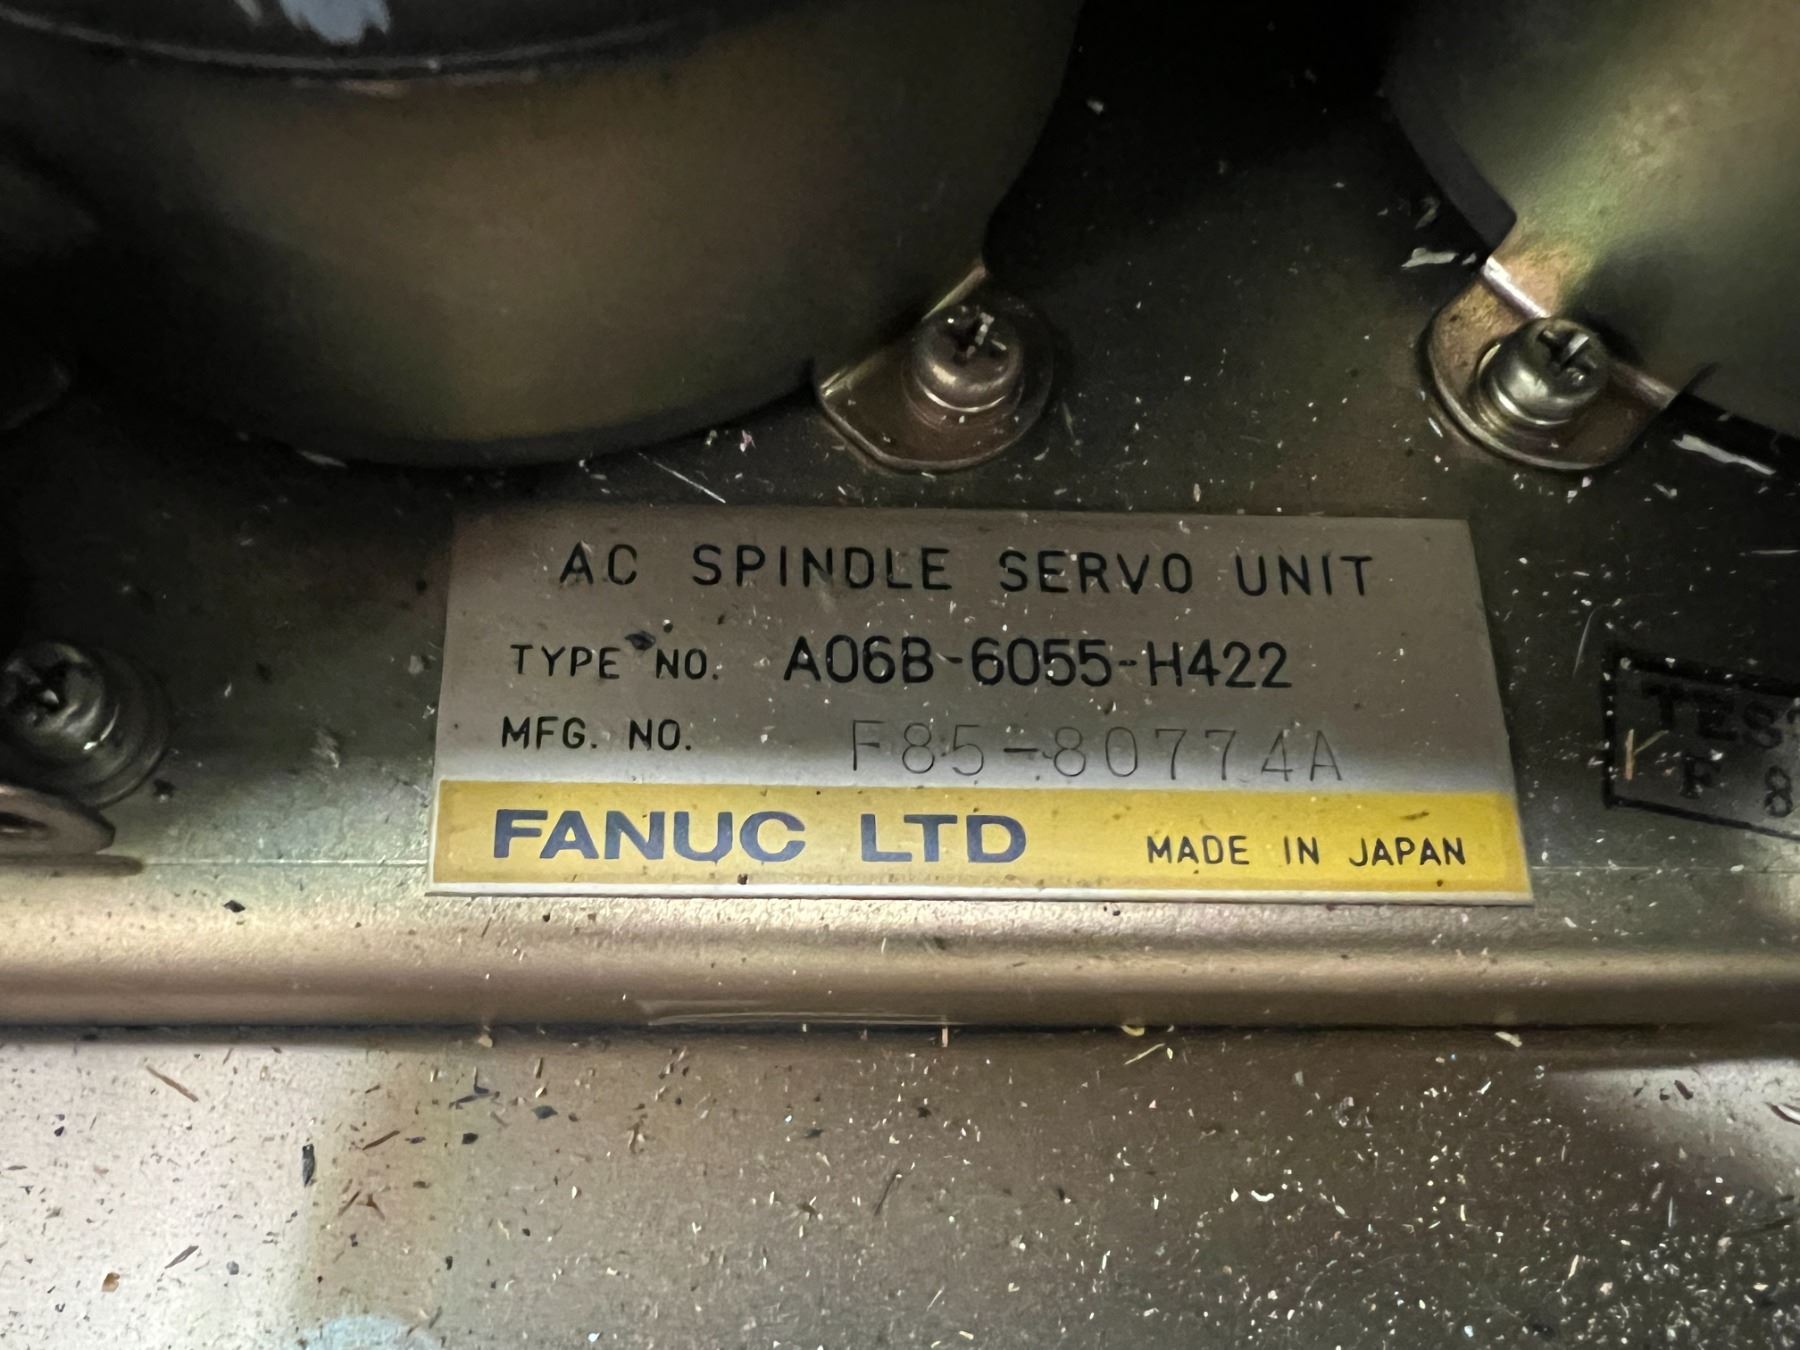 AC SPINDLE SERVO UNIT
TYPE NO. A06B-6055-H422
MFG. NO. F85-80774A
FANUC LTD MADE IN JAPAN